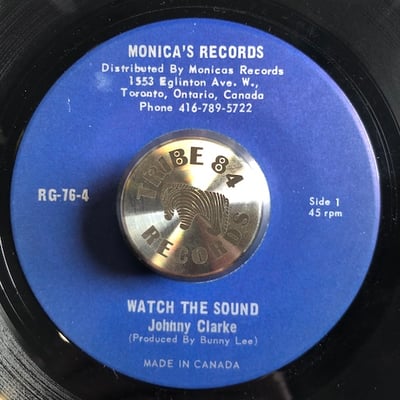 MONICA'S RECORDS
Distributed By Monicas Records
1553 Eglinton Ave. W.,
Toronto, Ontario, Canada
Phone 416-789-5722
TRIBE 84
RECORDS
RG-76-4
Side 1
45 rpm
WATCH THE SOUND
Johnny Clarke
(Produced By Bunny Lee)
MADE IN CANADA